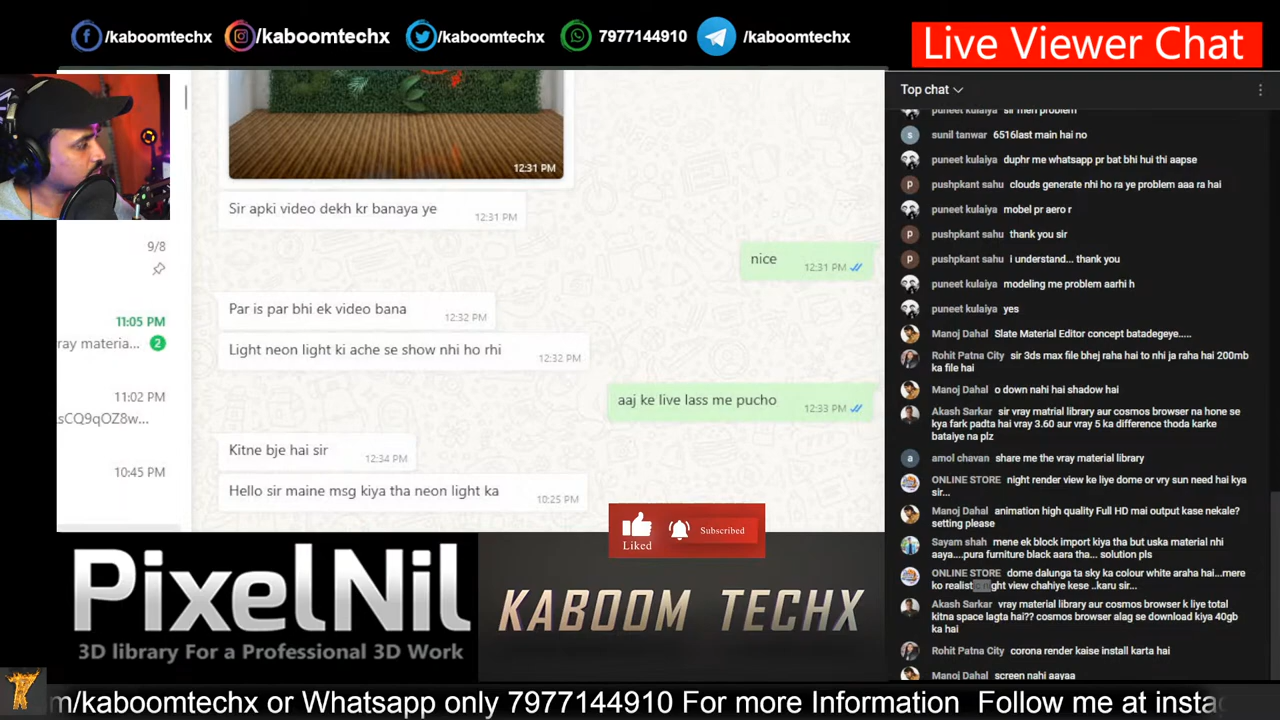 /kaboomtechx /kaboomtechx /kaboomtechx 7977144910 /kaboomtechx
Live Viewer Chat
12:31 PM
Sir apki video dekh kr banaya ye 12:31 PM
9/8
nice 12:31 PM
Par is par bhi ek video bana 12:32 PM
11:05 PM
ray materia... 2
Light neon light ki ache se show nhi ho rhi 12:32 PM
11:02 PM
aaj ke live lass me pucho 12:33 PM
sCQ9qOZ8w...
Kitne bje hai sir 12:34 PM
10:45 PM
Hello sir maine msg kiya tha neon light ka 10:25 PM
Liked
Subscribed
PixelNil
3D library For a Professional 3D Work
KABOOM TECHX
Top chat
puneet kulaiya sir meri problem
sunil tanwar 6516last main hai no
puneet kulaiya duphr me whatsapp pr bat bhi hui thi aapse
pushpkant sahu clouds generate nhi ho ra ye problem aaa ra hai
puneet kulaiya mobel pr aero r
pushpkant sahu thank you sir
pushpkant sahu i understand... thank you
puneet kulaiya modeling me problem aarhi h
puneet kulaiya yes
Manoj Dahal Slate Material Editor concept batadegeye.....
Rohit Patna City sir 3ds max file bhej raha hai to nhi ja raha hai 200mb
ka file hai
Manoj Dahal o down nahi hai shadow hai
Akash Sarkar sir vray matrial library aur cosmos browser na hone se
kya fark padta hai vray 3.60 aur vray 5 ka difference thoda karke
bataiye na plz
amol chavan share me the vray material library
ONLINE STORE night render view ke liye dome or vry sun need hai kya
sir...
Manoj Dahal animation high quality Full HD mai output kase nekale?
setting please
Sayam shah mene ek block import kiya tha but uska material nhi
aaya....pura furniture black aara tha... solution pls
ONLINE STORE dome dalunga ta sky ka colour white araha hai...mere
ko realistic night view chahiye kese ..karu sir...
Akash Sarkar vray material library aur cosmos browser k liye total
kitna space lagta hai?? cosmos browser alag se download kiya 40gb
ka hai
Rohit Patna City corona render kaise install karta hai
Manoj Dahal screen nahi aayaa
m/kaboomtechx or Whatsapp only 7977144910 For more Information Follow me at insta